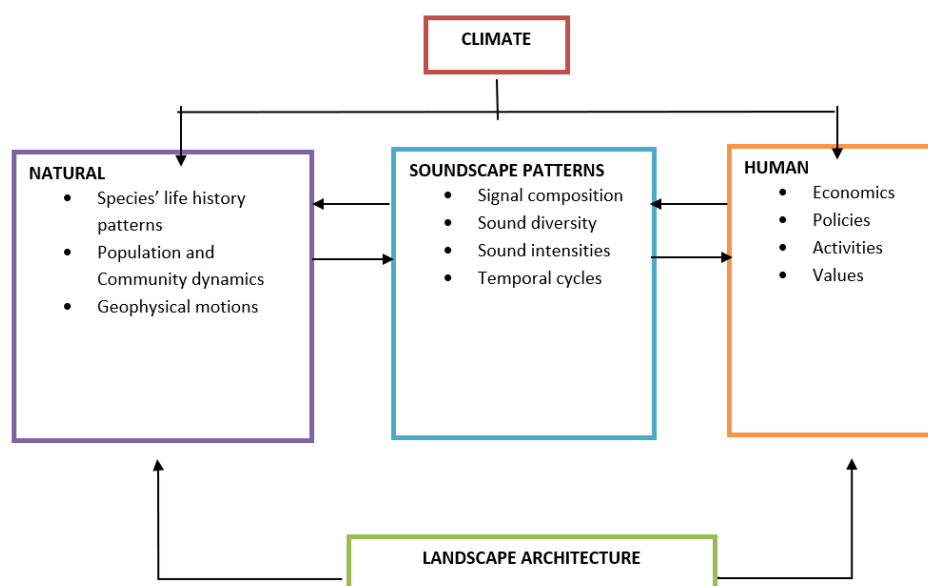 CLIMATE
NATURAL
• Species’ life history
patterns
• Population and
Community dynamics
• Geophysical motions
SOUNDSCAPE PATTERNS
• Signal composition
• Sound diversity
• Sound intensities
• Temporal cycles
HUMAN
• Economics
• Policies
• Activities
• Values
LANDSCAPE ARCHITECTURE